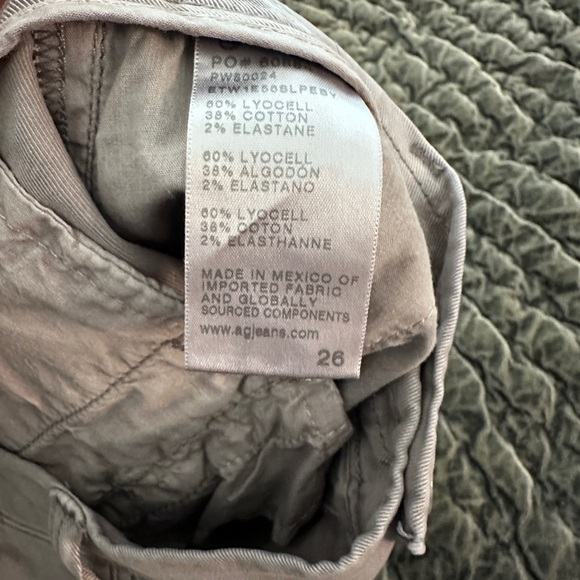 PO#
PW80024
60% LYOCELL
38% COTTON
2% ELASTANE
60% LYOCELL
38% ALGODÓN
2% ELASTANO
60% LYOCELL
38% COTON
2% ELASTHANNE
MADE IN MEXICO OF
IMPORTED FABRIC
AND GLOBALLY
SOURCED COMPONENTS
www.agjeans.com
26